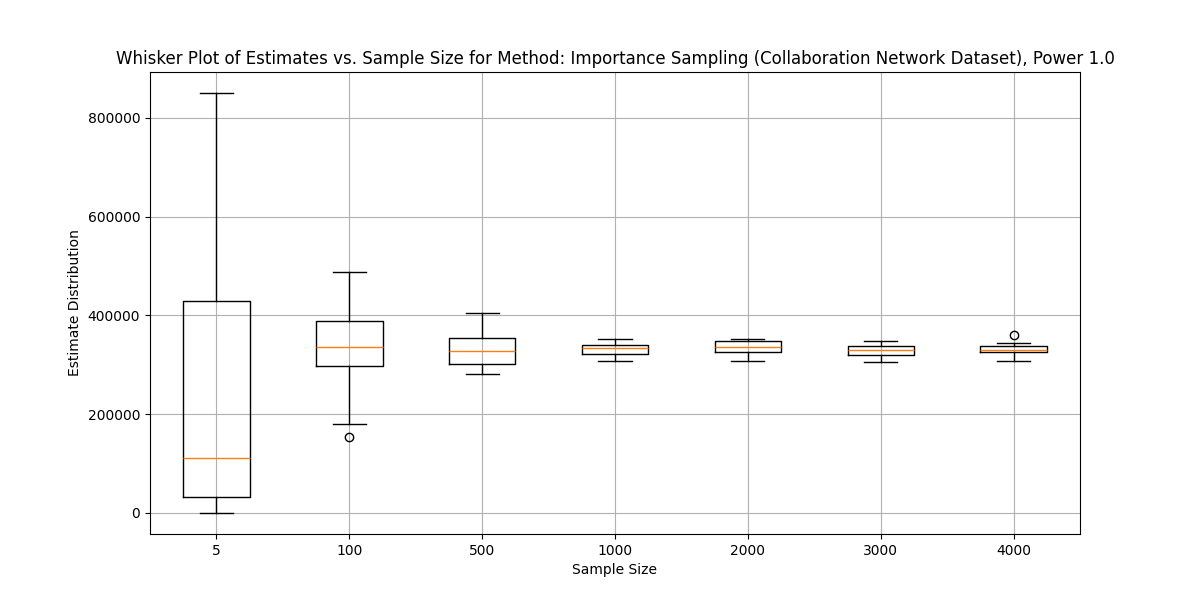 Whisker Plot of Estimates vs. Sample Size for Method: Importance Sampling (Collaboration Network Dataset), Power 1.0
Estimate Distribution
800000
600000
400000
200000
0
5 100 500 1000 2000 3000 4000
Sample Size